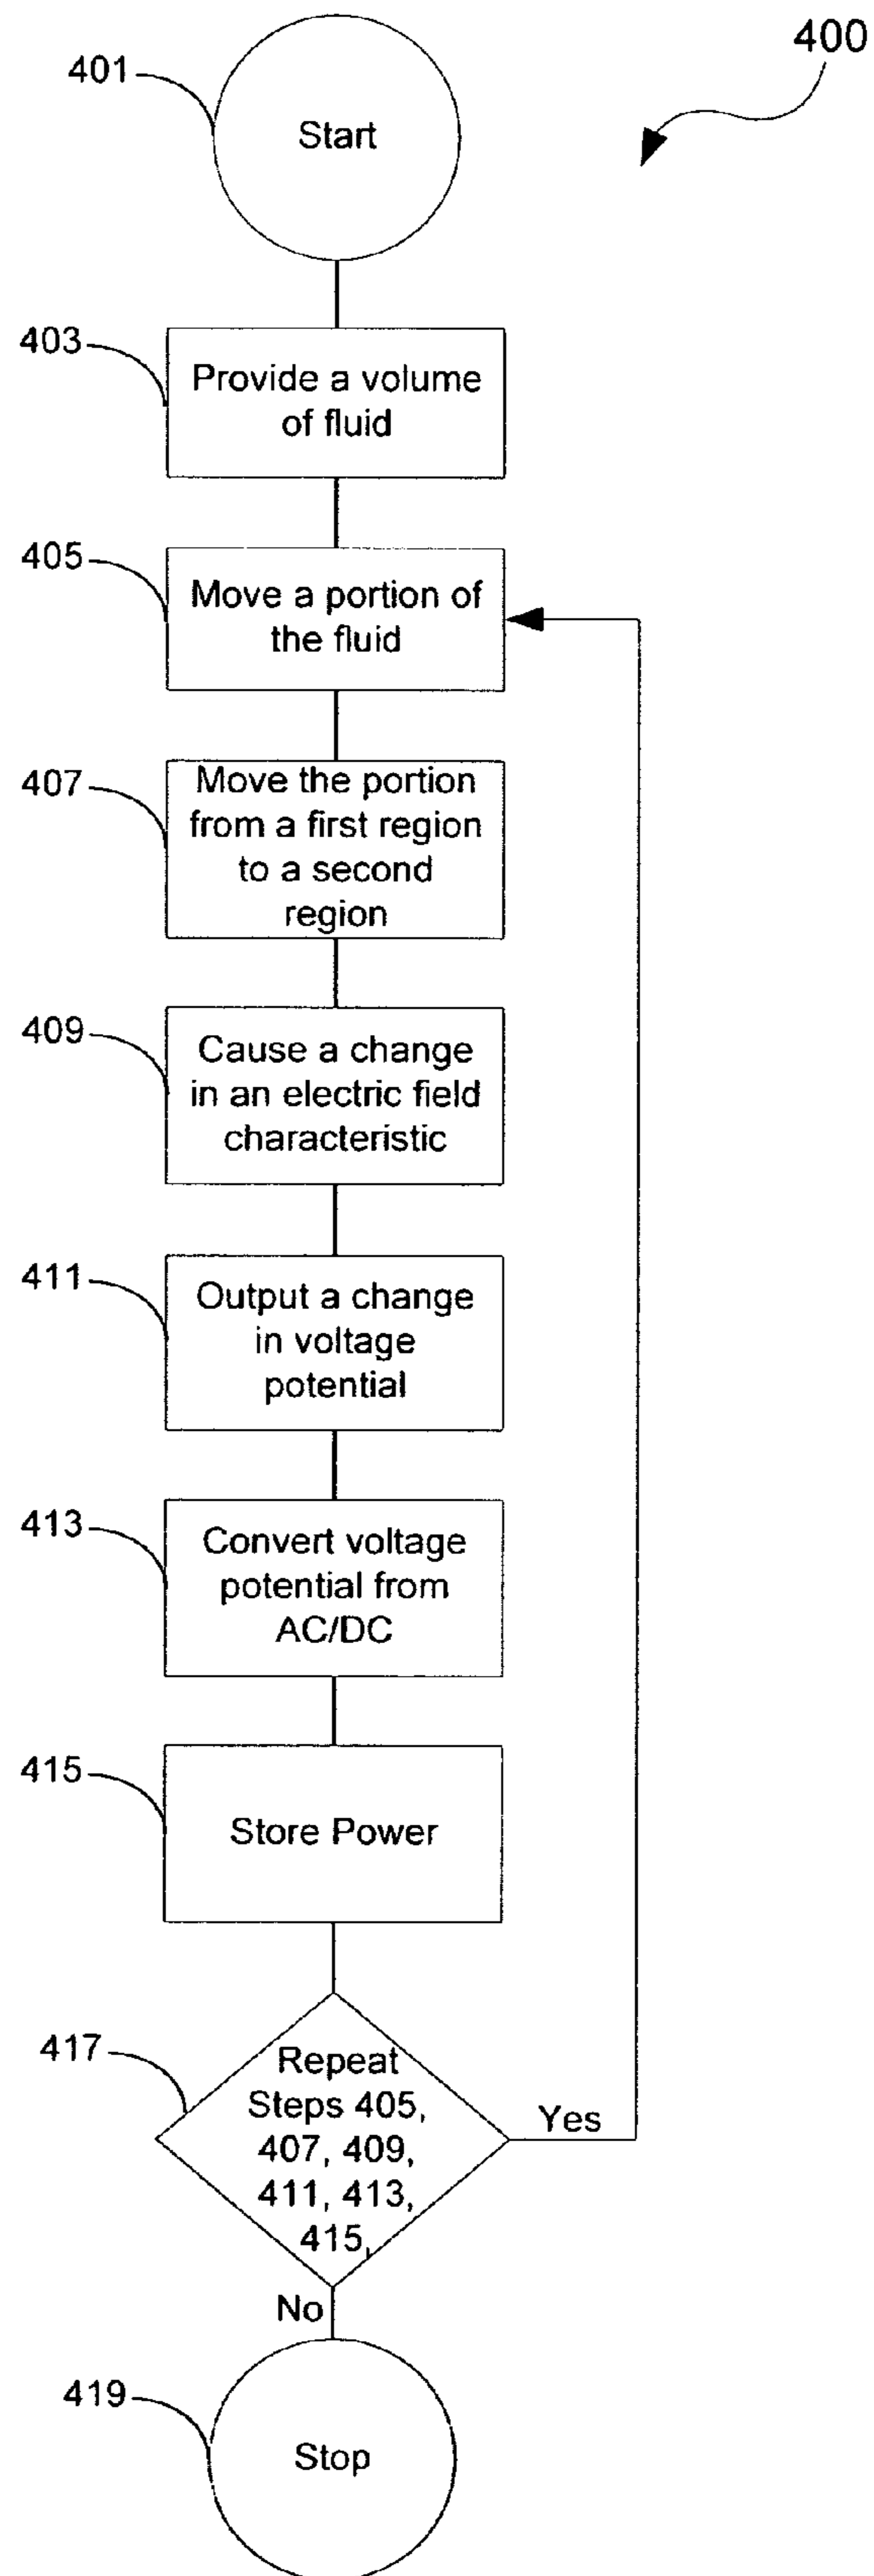 400
401
Start
403
Provide a volume
of fluid
405
Move a portion of
the fluid
407
Move the portion
from a first region
to a second
region
409
Cause a change
in an electric field
characteristic
411
Output a change
in voltage
potential
413
Convert voltage
potential from
AC/DC
415
Store Power
417
Repeat
Steps 405,
407, 409,
411, 413,
415,
Yes
No
419
Stop